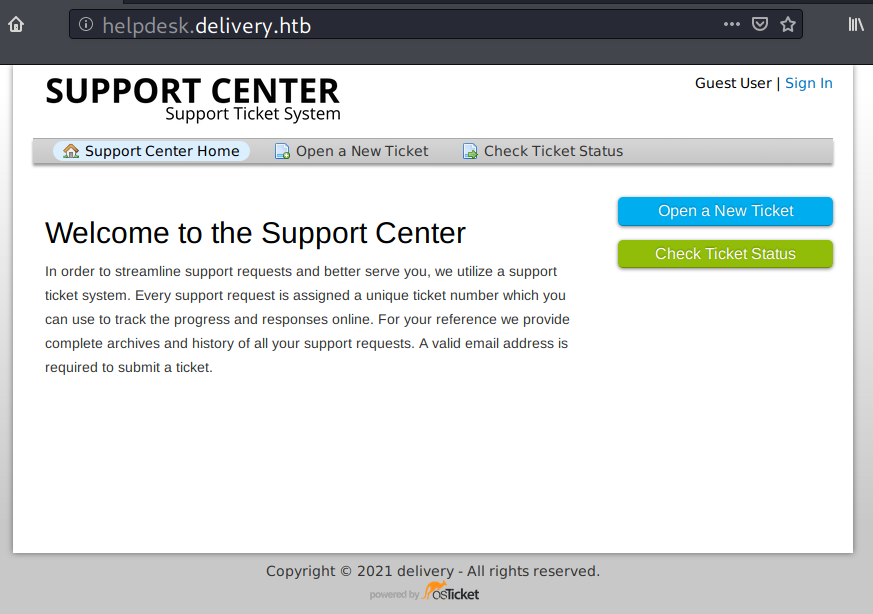 helpdesk.delivery.htb
SUPPORT CENTER
Support Ticket System
Guest User | Sign In
Support Center Home Open a New Ticket Check Ticket Status
Welcome to the Support Center
In order to streamline support requests and better serve you, we utilize a support
ticket system. Every support request is assigned a unique ticket number which you
can use to track the progress and responses online. For your reference we provide
complete archives and history of all your support requests. A valid email address is
required to submit a ticket.
Open a New Ticket
Check Ticket Status
Copyright © 2021 delivery - All rights reserved.
powered by osTicket